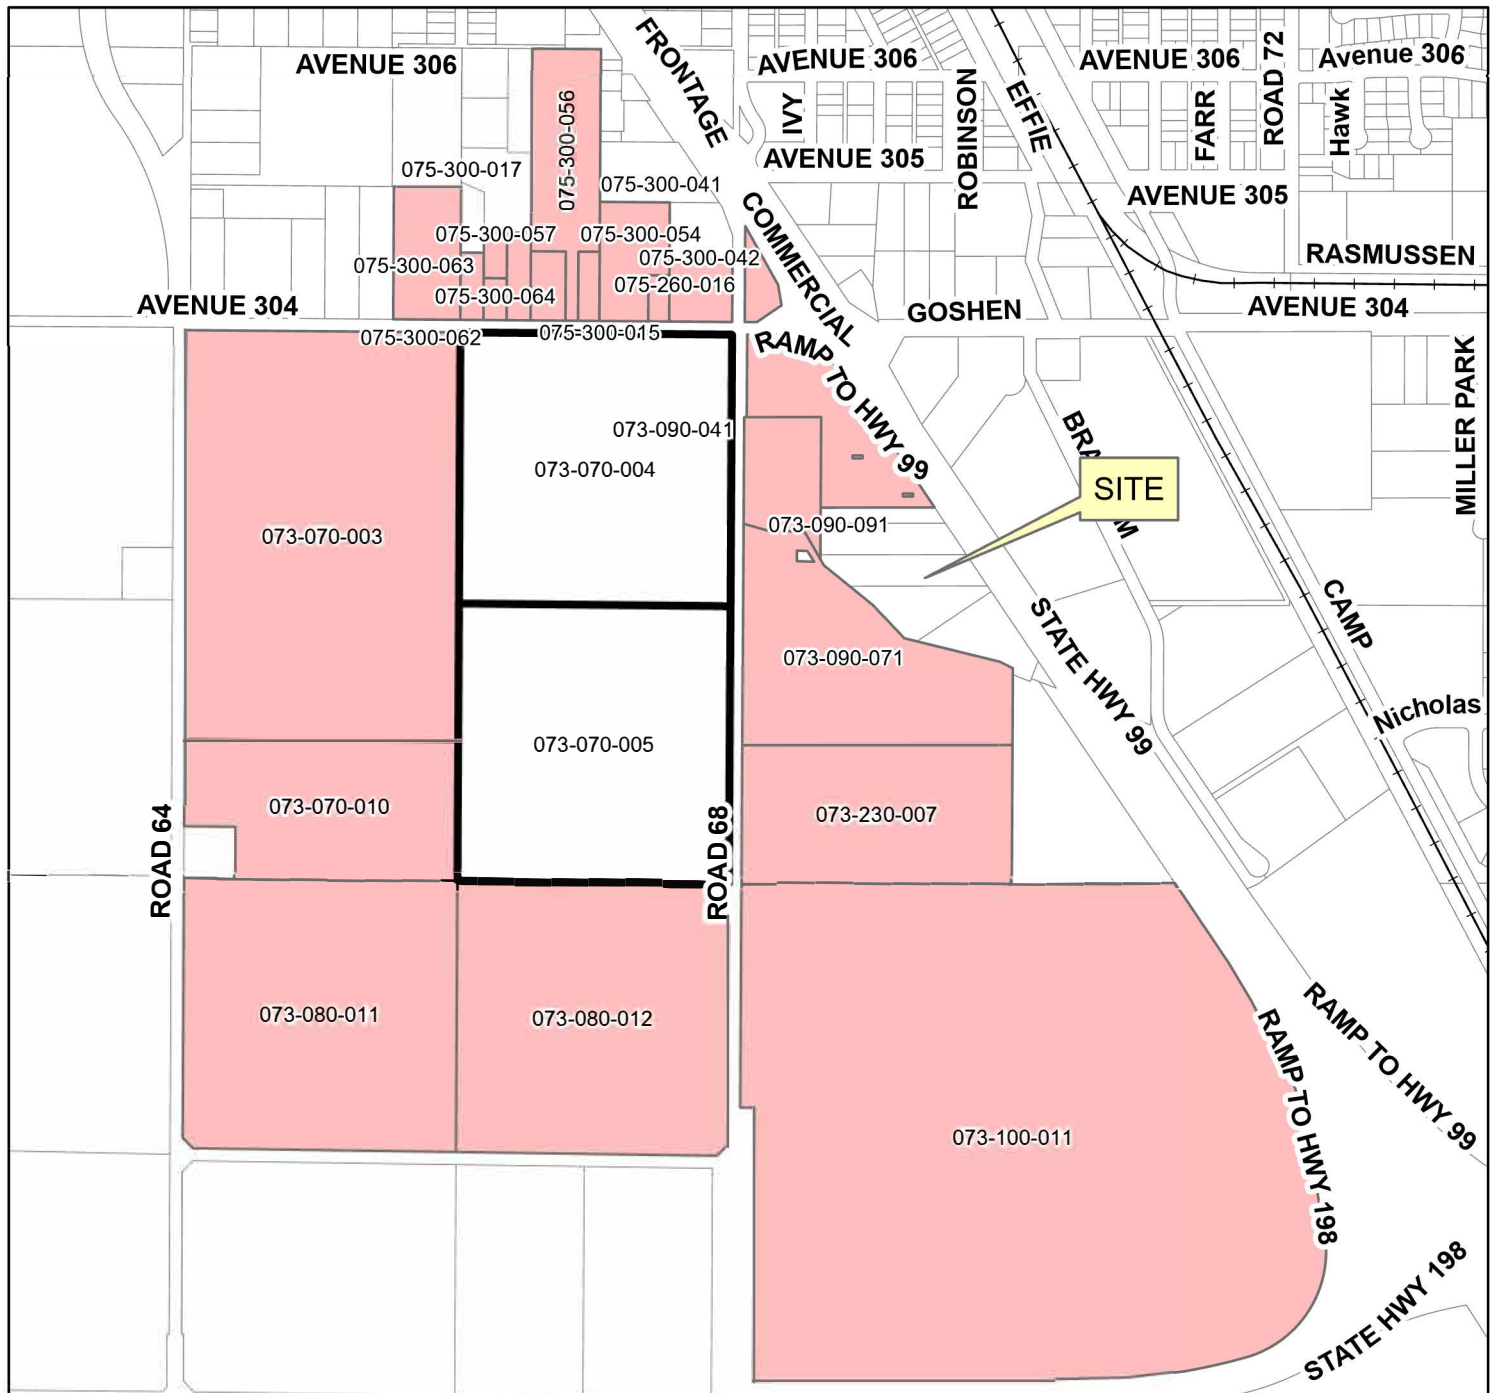 FRONTAGE
AVENUE 306
AVENUE 306
EFFIE
AVENUE 306
ROAD 72
Avenue 306
IVY
ROBINSON
FARR
Hawk
075-300-056
AVENUE 305
075-300-017
075-300-041
AVENUE 305
COMMERCIAL
075-300-057
075-300-054
075-300-042
RASMUSSEN
075-300-063
075-300-064
075-260-016
AVENUE 304
GOSHEN
AVENUE 304
075-300-062
075-300-015
RAMP TO HWY 99
MILLER PARK
073-090-041
073-070-004
SITE
073-070-003
073-090-091
STATE HWY 99
CAMP
073-090-071
Nicholas
073-070-005
073-070-010
073-230-007
ROAD 64
ROAD 68
073-080-011
073-080-012
RAMP TO HWY 99
RAMP TO HWY 198
073-100-011
STATE HWY 198